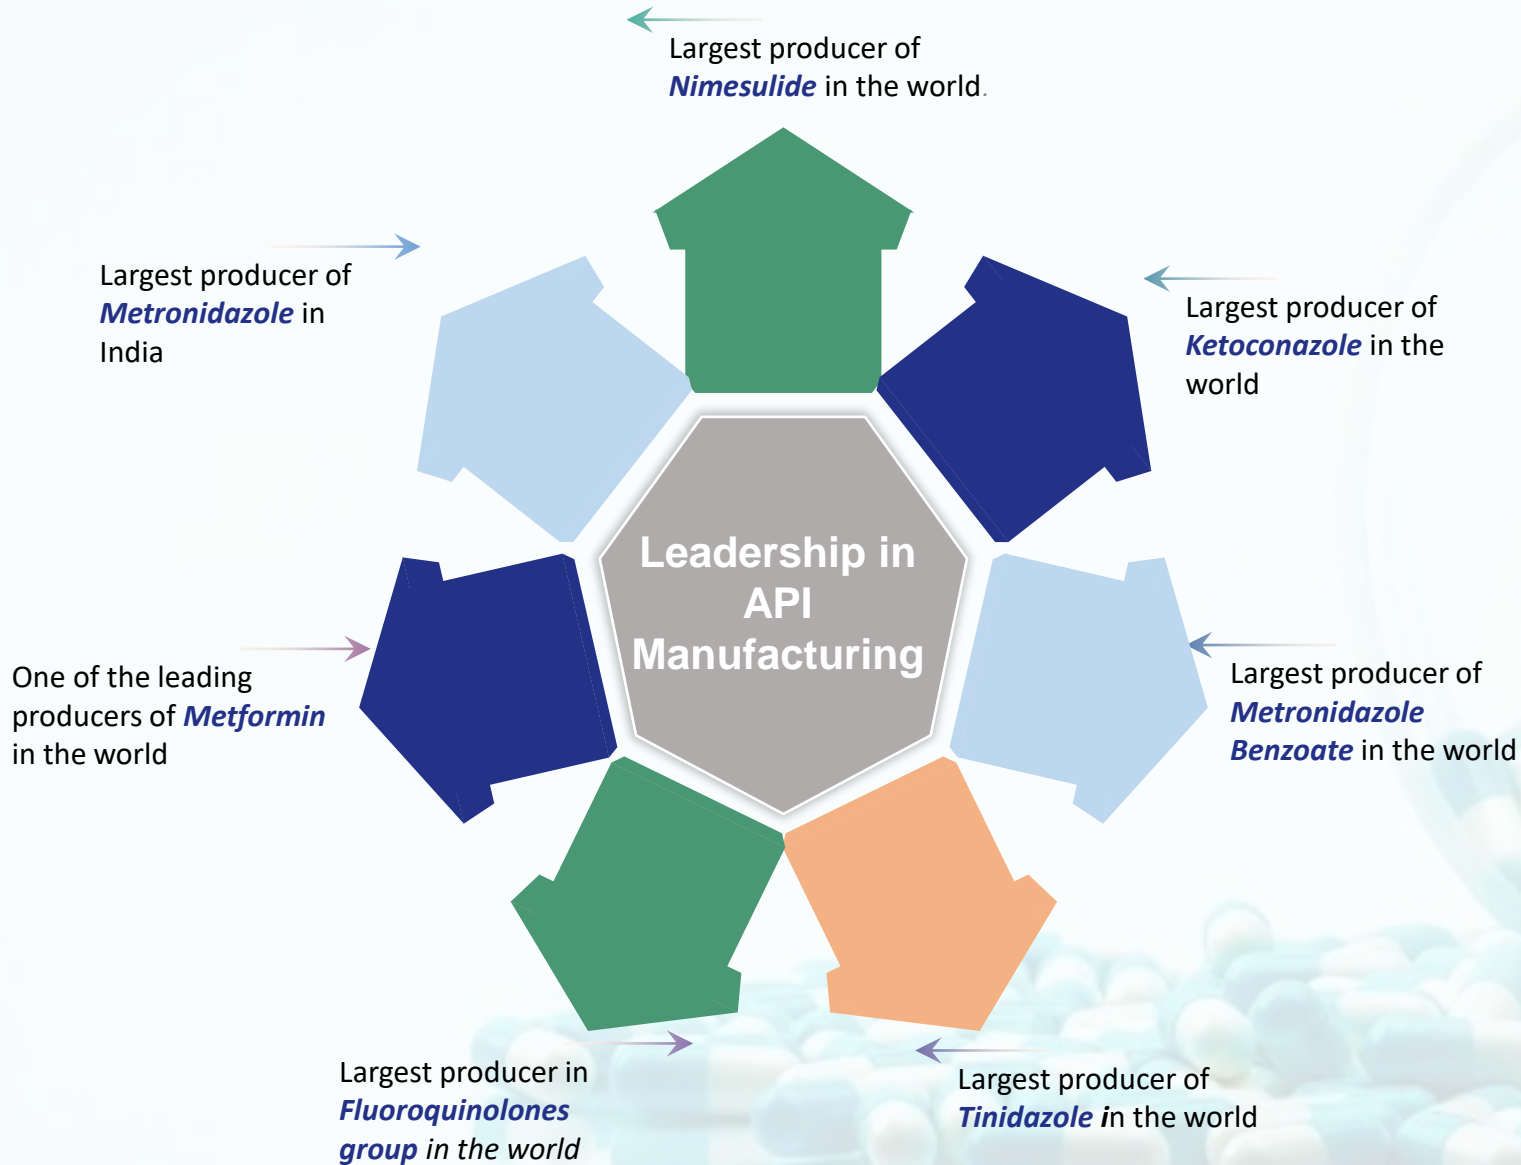 Largest producer of
Nimesulide in the world.
Largest producer of
Metronidazole in
India
Largest producer of
Ketoconazole in the
world
Leadership in
API
Manufacturing
One of the leading
producers of Metformin
in the world
Largest producer of
Metronidazole
Benzoate in the world
Largest producer in
Fluoroquinolones
group in the world
Largest producer of
Tinidazole in the world